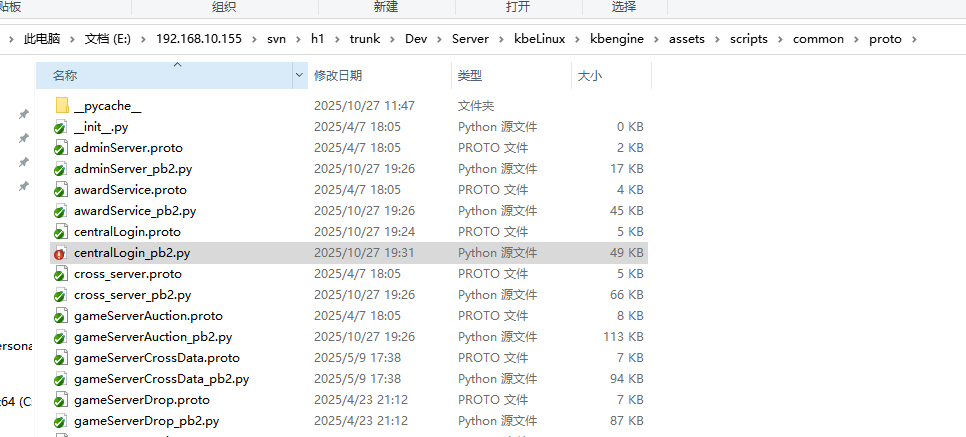 贴板 组织 新建 打开 选择
此电脑 > 文档 (E:) > 192.168.10.155 > svn > h1 > trunk > Dev > Server > kbeLinux > kbengine > assets > scripts > common > proto >
名称 修改日期 类型 大小
__pycache__ 2025/10/27 11:47 文件夹
__init__.py 2025/4/7 18:05 Python 源文件 0 KB
adminServer.proto 2025/4/7 18:05 PROTO 文件 2 KB
adminServer_pb2.py 2025/10/27 19:26 Python 源文件 17 KB
awardService.proto 2025/4/7 18:05 PROTO 文件 4 KB
awardService_pb2.py 2025/10/27 19:26 Python 源文件 45 KB
centralLogin.proto 2025/10/27 19:24 PROTO 文件 5 KB
centralLogin_pb2.py 2025/10/27 19:31 Python 源文件 49 KB
cross_server.proto 2025/4/7 18:05 PROTO 文件 5 KB
cross_server_pb2.py 2025/10/27 19:26 Python 源文件 66 KB
gameServerAuction.proto 2025/4/7 18:05 PROTO 文件 8 KB
gameServerAuction_pb2.py 2025/10/27 19:26 Python 源文件 113 KB
ersona
gameServerCrossData.proto 2025/5/9 17:38 PROTO 文件 7 KB
gameServerCrossData_pb2.py 2025/5/9 17:38 Python 源文件 94 KB
:64 (C
gameServerDrop.proto 2025/4/23 21:12 PROTO 文件 7 KB
gameServerDrop_pb2.py 2025/4/23 21:12 Python 源文件 87 KB